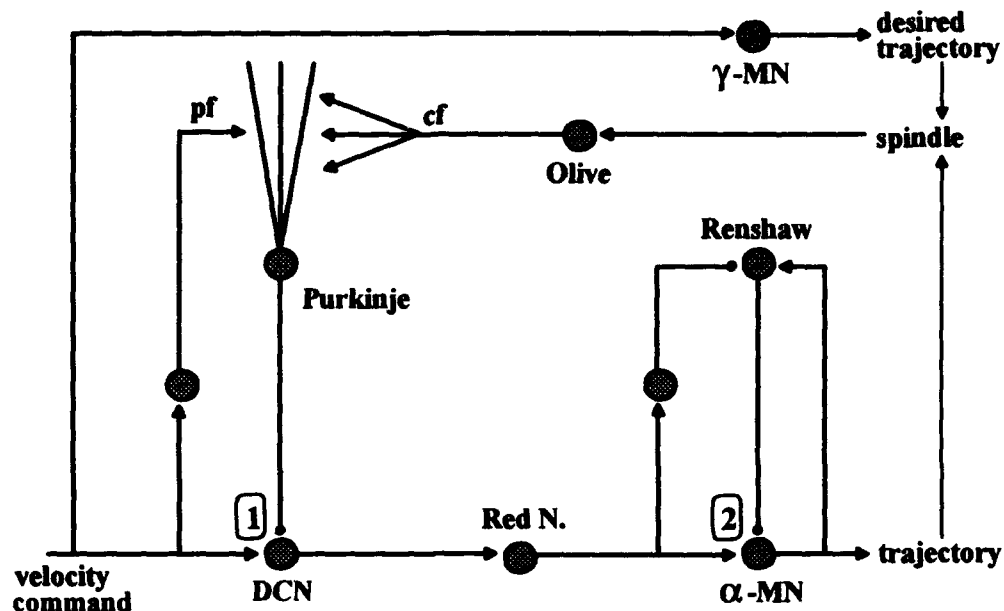 desired
trajectory
γ-MN
pf
cf
spindle
Olive
Renshaw
Purkinje
1
Red N.
2
velocity
command
DCN
α-MN
trajectory